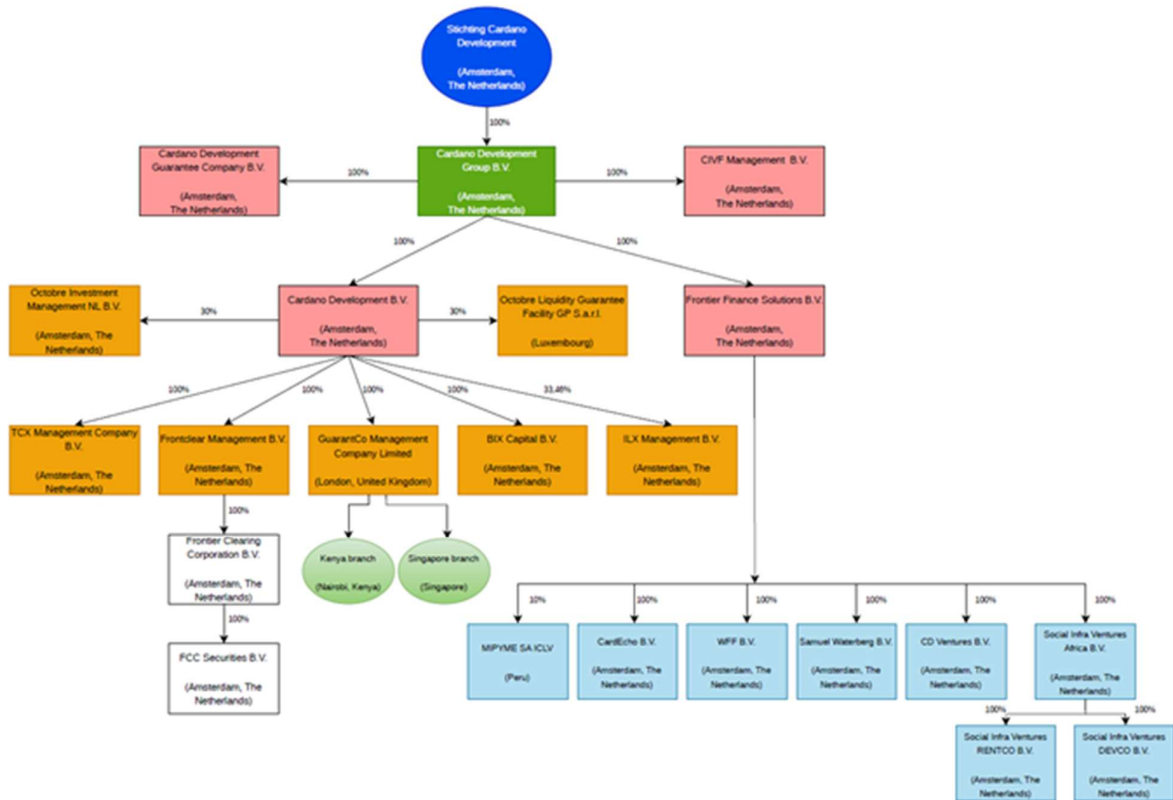 Stichting Cardano
Development
(Amsterdam,
The Netherlands)
100%
Cardano Development
Guarantee Company B.V.
(Amsterdam,
The Netherlands)
100%
Cardano Development
Group B.V.
(Amsterdam,
The Netherlands)
100%
CIVF Management B.V.
(Amsterdam,
The Netherlands)
100%
100%
Octobre Investment
Management NL B.V.
(Amsterdam, The
Netherlands)
30%
Cardano Development B.V.
(Amsterdam,
The Netherlands)
30%
Octobre Liquidity Guarantee
Facility GP S.a.r.l.
(Luxembourg)
Frontier Finance Solutions B.V.
(Amsterdam,
The Netherlands)
100%
100%
100%
100%
33,46%
TCX Management Company
B.V.
(Amsterdam, The
Netherlands)
Frontclear Management B.V.
(Amsterdam, The
Netherlands)
GuarantCo Management
Company Limited
(London, United Kingdom)
BIX Capital B.V.
(Amsterdam, The
Netherlands)
ILX Management B.V.
(Amsterdam, The
Netherlands)
100%
Frontier Clearing
Corporation B.V.
(Amsterdam, The
Netherlands)
Kenya branch
(Nairobi, Kenya)
Singapore branch
(Singapore)
100%
FCC Securities B.V.
(Amsterdam, The
Netherlands)
10%
100%
100%
100%
100%
100%
MIPYME SA ICLV
(Peru)
CardEcho B.V.
(Amsterdam, The
Netherlands)
WFF B.V.
(Amsterdam, The
Netherlands)
Samuel Waterberg B.V.
(Amsterdam, The
Netherlands)
CD Ventures B.V.
(Amsterdam, The
Netherlands)
Social Infra Ventures
Africa B.V.
(Amsterdam, The
Netherlands)
100%
100%
Social Infra Ventures
RENTCO B.V.
(Amsterdam, The
Netherlands)
Social Infra Ventures
DEVCO B.V.
(Amsterdam, The
Netherlands)